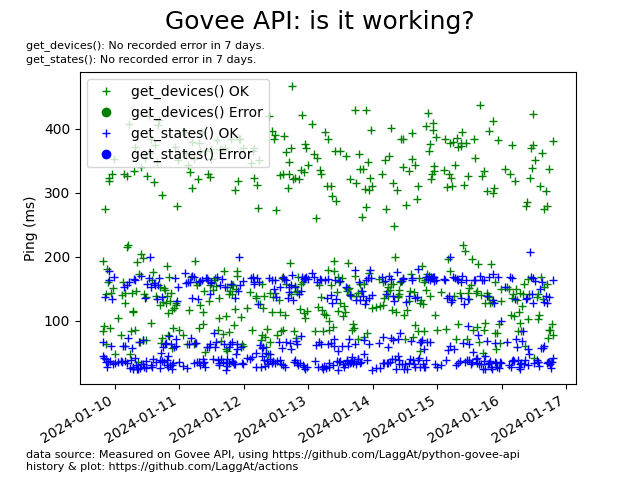 Govee API: is it working?
get_devices(): No recorded error in 7 days.
get_states(): No recorded error in 7 days.
get_devices() OK
get_devices() Error
get_states() OK
get_states() Error
Ping (ms)
400
300
200
100
2024-01-10
2024-01-11
2024-01-12
2024-01-13
2024-01-14
2024-01-15
2024-01-16
2024-01-17
data source: Measured on Govee API, using https://github.com/LaggAt/python-govee-api
history & plot: https://github.com/LaggAt/actions